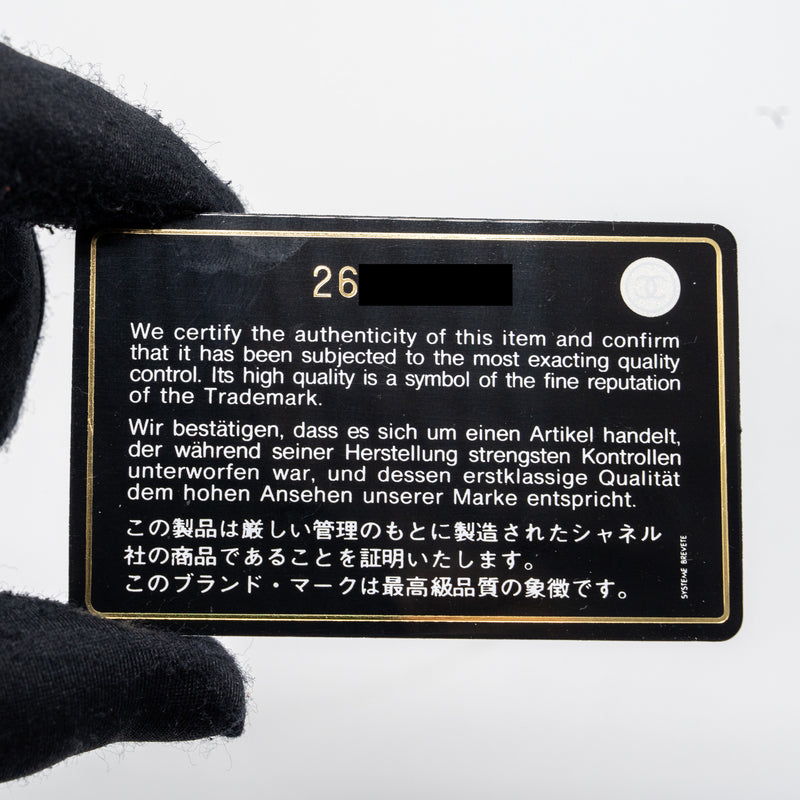 26
We certify the authenticity of this item and confirm
that it has been subjected to the most exacting quality
control. Its high quality is a symbol of the fine reputation
of the Trademark.
Wir bestätigen, dass es sich um einen Artikel handelt,
der während seiner Herstellung strengsten Kontrollen
unterworfen war, und dessen erstklassige Qualität
dem hohen Ansehen unserer Marke entspricht.
この製品は厳しい管理のもとに製造されたシャネル
社の商品であることを証明いたします。
このブランド・マークは最高級品質の象徴です。
SYSTEME BREVETE